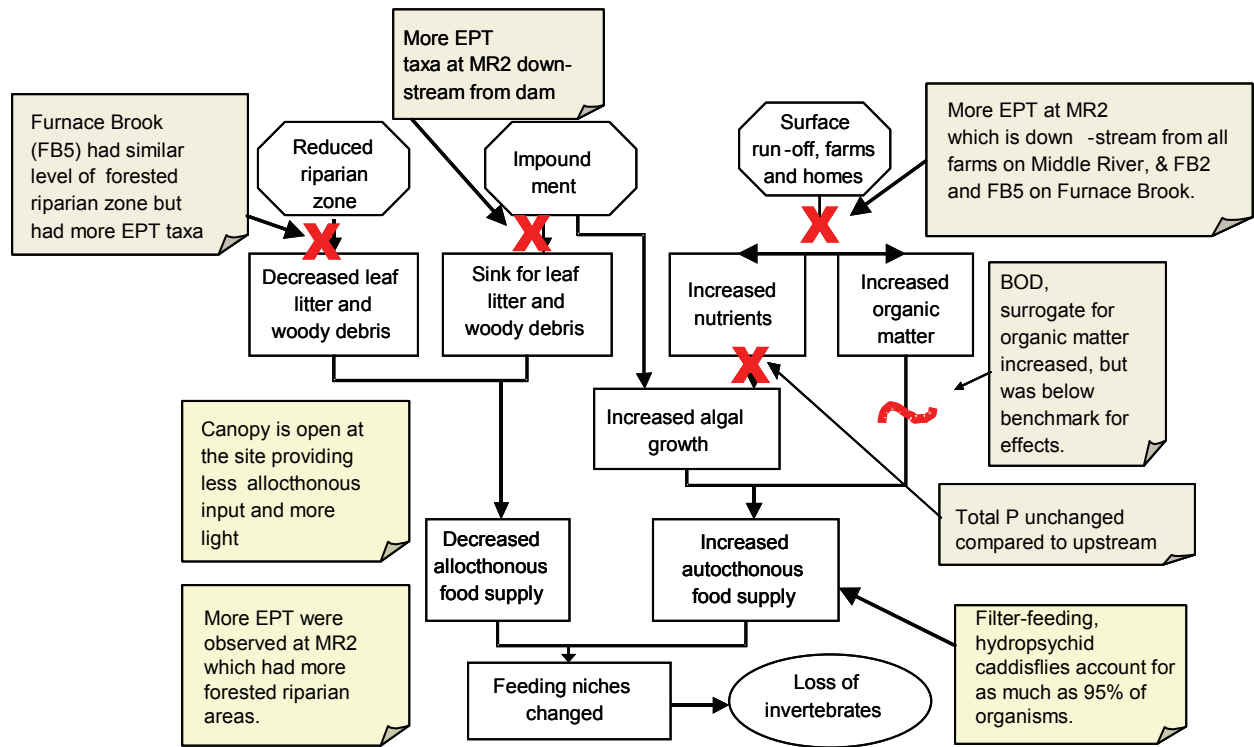 More EPT
taxa at MR2 down-
stream from dam
Furnace Brook
(FB5) had similar
level of forested
riparian zone but
had more EPT taxa
Reduced
riparian
zone
Impound
ment
Surface
run -off, farms
and homes
More EPT at MR2
which is down -stream from all
farms on Middle River, & FB2
and FB5 on Furnace Brook.
Decreased leaf
litter and
woody debris
Sink for leaf
litter and
woody debris
Increased
nutrients
Increased
organic
matter
BOD,
surrogate for
organic matter
increased, but
was below
benchmark for
effects.
Increased algal
growth
Canopy is open at
the site providing
less allocthonous
input and more
light
Total P unchanged
compared to upstream
Decreased
allocthonous
food supply
Increased
autocthonous
food supply
More EPT were
observed at MR2
which had more
forested riparian
areas.
Filter-feeding,
hydropsychid
caddisflies account for
as much as 95% of
organisms.
Feeding niches
changed
Loss of
invertebrates